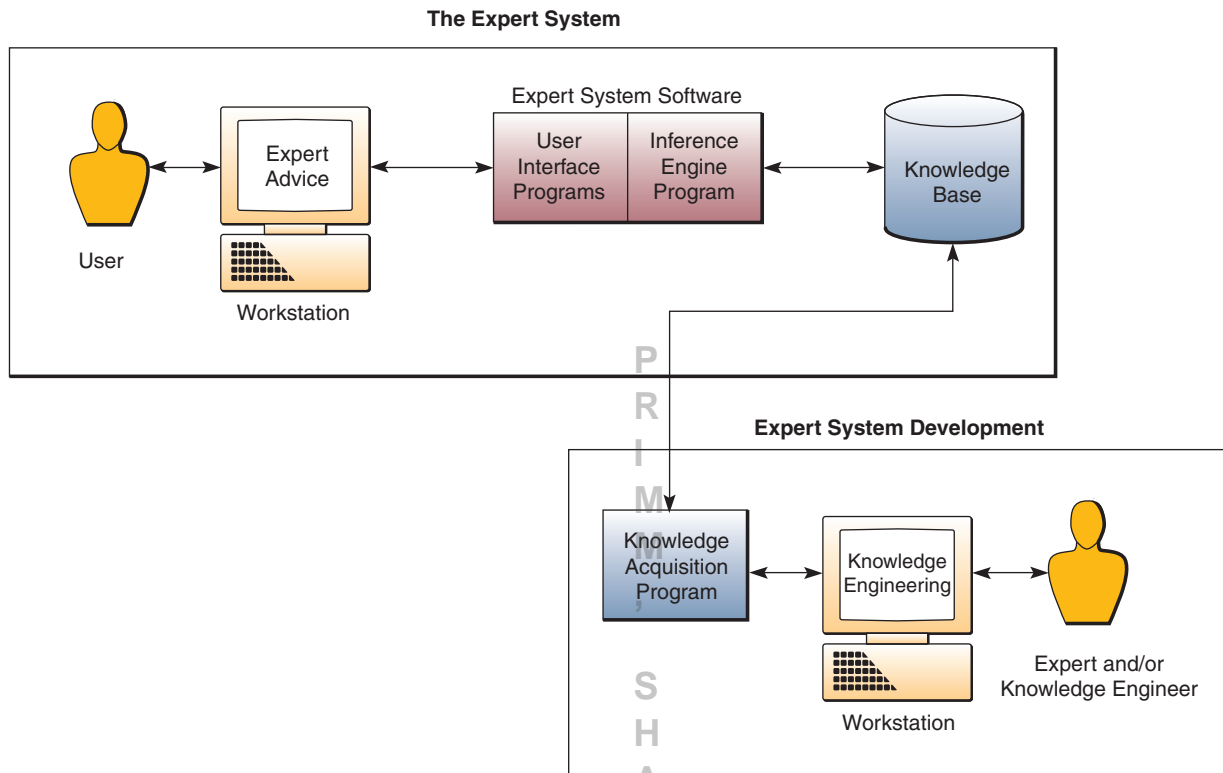 The Expert System
Expert System Software
User
Interface
Programs
Inference
Engine
Program
Expert
Advice
Knowledge
Base
User
Workstation
Expert System Development
Knowledge
Acquisition
Program
Knowledge
Engineering
Expert and/or
Knowledge Engineer
Workstation
P
R
I
M
M
,
S
H
A